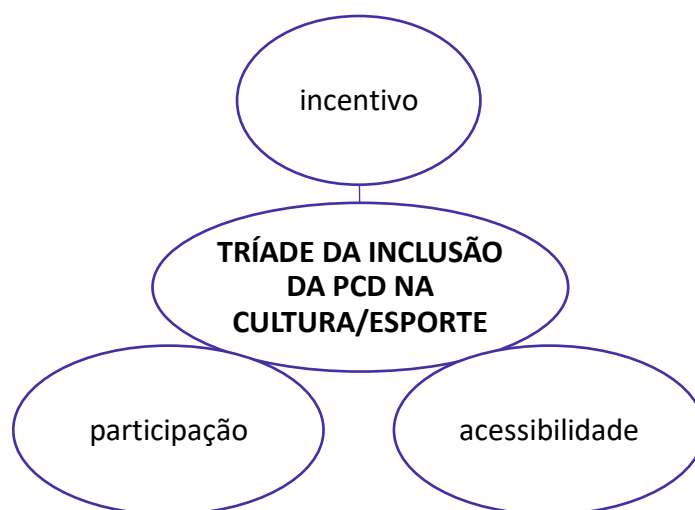 incentivo
TRÍADE DA INCLUSÃO
DA PCD NA
CULTURA/ESPORTE
participação
acessibilidade